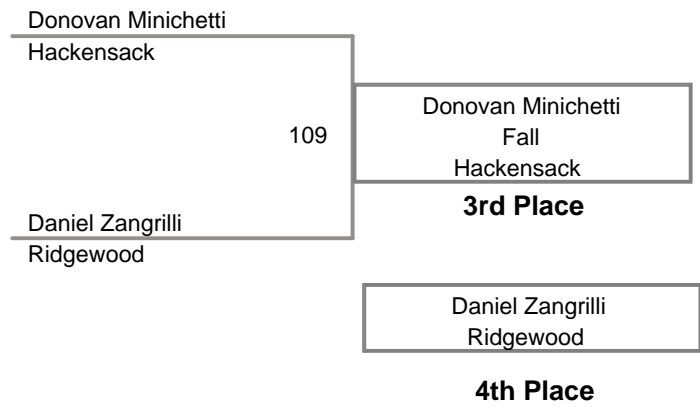 Donovan Minichetti
Hackensack
109
Donovan Minichetti
Fall
Hackensack
3rd Place
Daniel Zangrilli
Ridgewood
Daniel Zangrilli
Ridgewood
4th Place